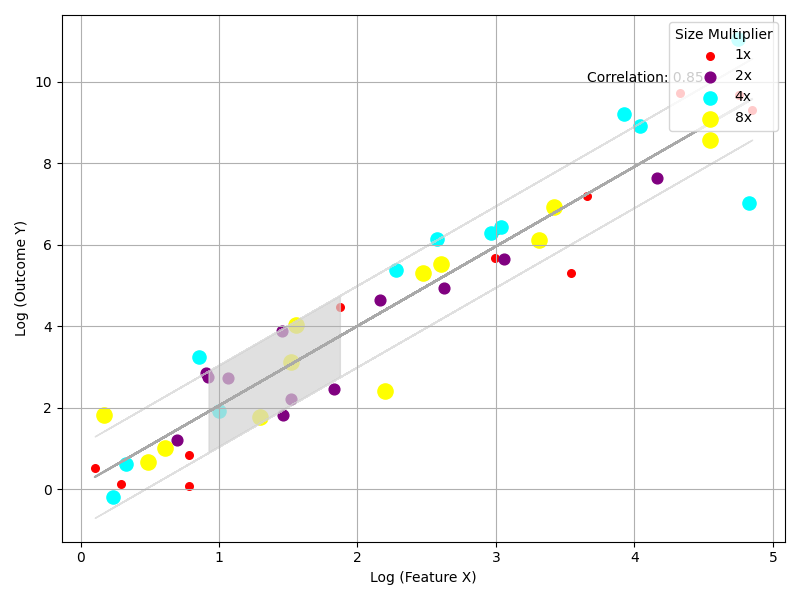 Size Multiplier
1x
2x
4x
8x
Correlation: 0.85
10
8
6
4
2
0
Log (Outcome Y)
0 1 2 3 4 5
Log (Feature X)